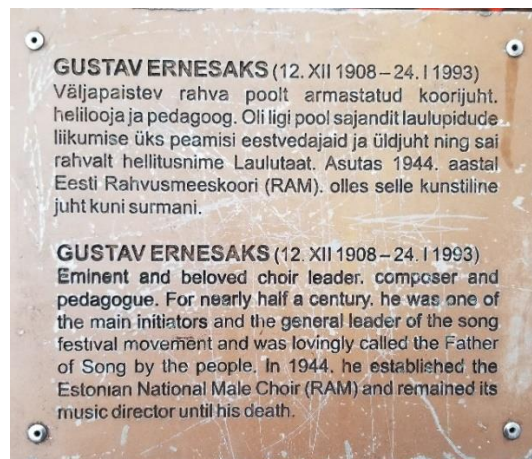 GUSTAV ERNESAKS (12. XII 1908 – 24. I 1993)
Väljapaistev rahva poolt armastatud koorijuht,
helilooja ja pedagoog. Oli ligi pool sajandit laulupidude
liikumise üks peamisi eestvedajaid ja üldjuht ning sai
rahvalt hellitusnime Laulutaat. Asutas 1944. aastal
Eesti Rahvusmeeskoori (RAM), olles selle kunstiline
juht kuni surmani.
GUSTAV ERNESAKS (12. XII 1908 – 24. I 1993)
Eminent and beloved choir leader, composer and
pedagogue. For nearly half a century, he was one of
the main initiators and the general leader of the song
festival movement and was lovingly called the Father
of Song by the people. In 1944, he established the
Estonian National Male Choir (RAM) and remained its
music director until his death.